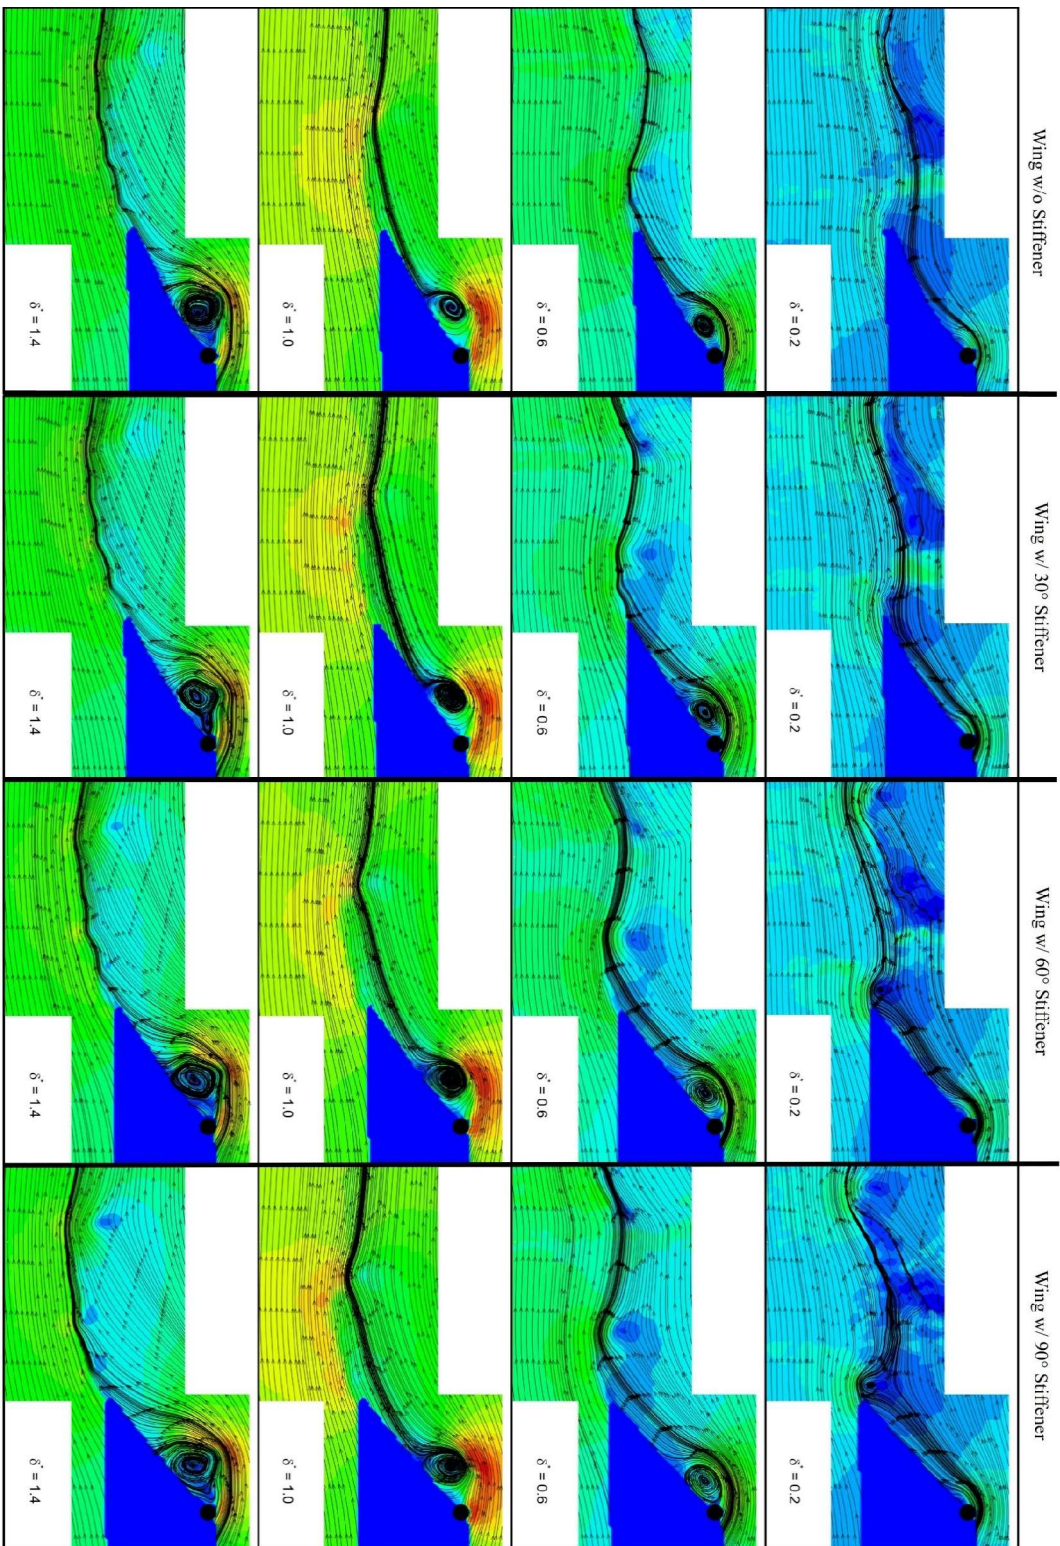 Wing w/o Stiffener
Wing w/ 30° Stiffener
Wing w/ 60° Stiffener
Wing w/ 90° Stiffener
δ* = 0.2
δ* = 0.2
δ* = 0.2
δ* = 0.2
δ* = 0.6
δ* = 0.6
δ* = 0.6
δ* = 0.6
δ* = 1.0
δ* = 1.0
δ* = 1.0
δ* = 1.0
δ* = 1.4
δ* = 1.4
δ* = 1.4
δ* = 1.4